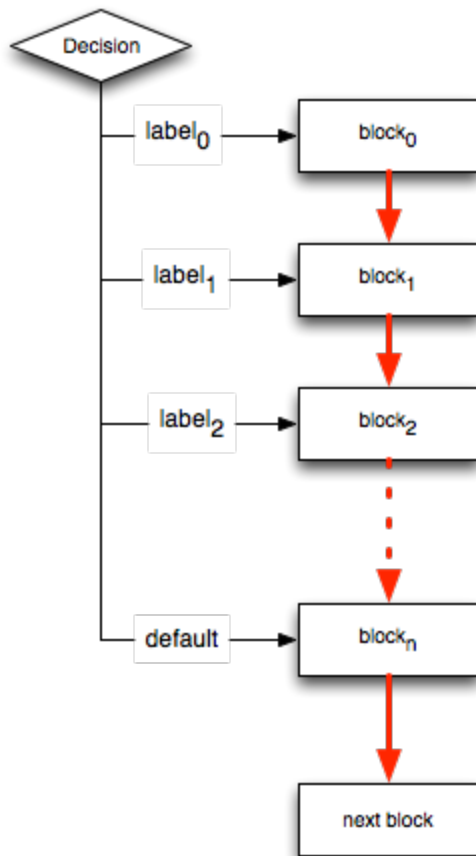 Decision
label0 block0
label1 block1
label2 block2
default blockn
next block